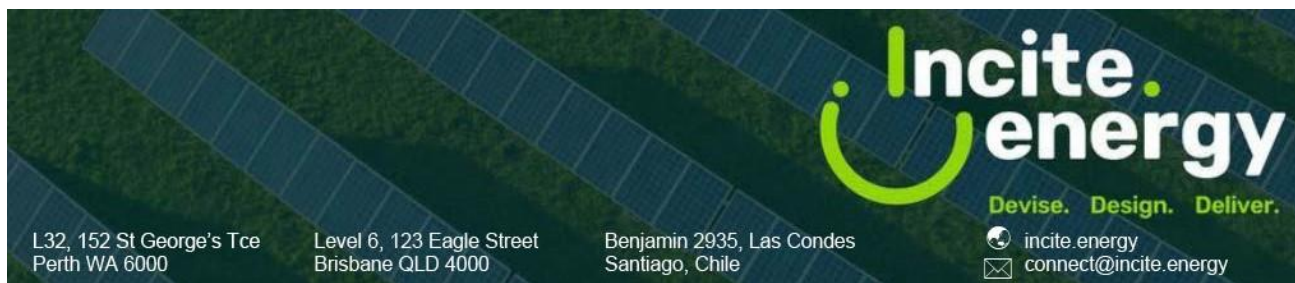 Incite.
energy
Devise. Design. Deliver.
L32, 152 St George's Tce
Perth WA 6000
Level 6, 123 Eagle Street
Brisbane QLD 4000
Benjamin 2935, Las Condes
Santiago, Chile
incite.energy
connect@incite.energy